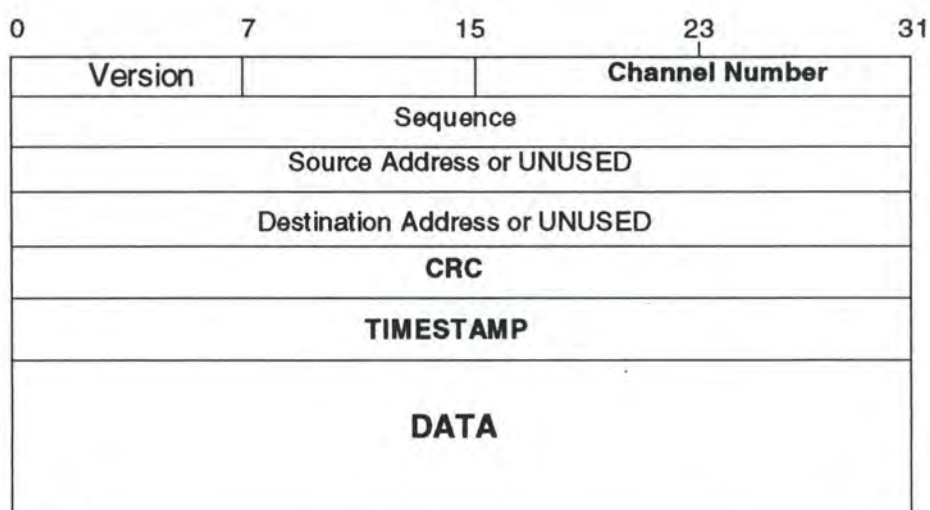 0 7 15 23 31
Version Channel Number
Sequence
Source Address or UNUSED
Destination Address or UNUSED
CRC
TIMESTAMP
DATA